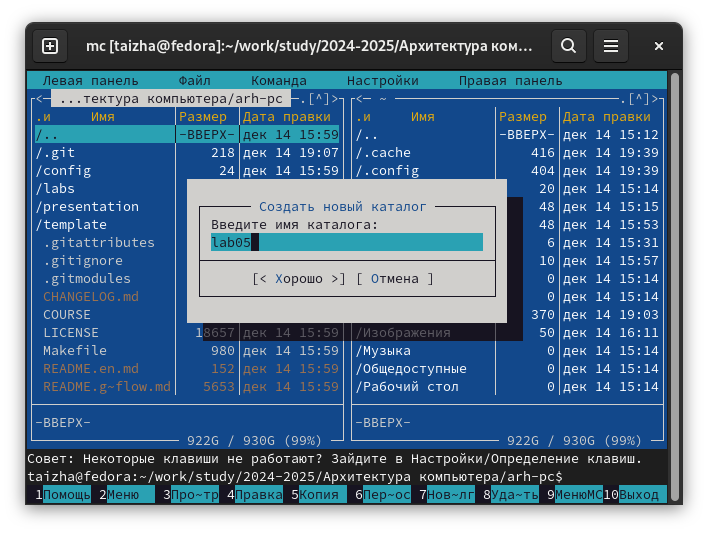 mc [taizha@fedora]:~/work/study/2024-2025/Архитектура ком...
Левая панель Файл Команда Настройки Правая панель
<— ...тектура компьютера/arh-pc .[^]> <— ~ .[^]>
.и Имя Размер Дата правки .и Имя Размер Дата правки
/.. -ВВЕРХ- дек 14 15:59 /.. -ВВЕРХ- дек 14 15:12
/.git 218 дек 14 19:07 /.cache 416 дек 14 19:39
/config 24 дек 14 15:59 /.config 404 дек 14 19:39
/labs 20 дек 14 15:14
/presentation Создать новый каталог 48 дек 14 15:15
/template Введите имя каталога: 48 дек 14 15:53
.gitattributes lab05 6 дек 14 15:31
.gitignore 10 дек 14 15:57
.gitmodules [< Хорошо >] [ Отмена ] 0 дек 14 15:14
CHANGELOG.md 0 дек 14 15:14
COURSE 370 дек 14 19:03
LICENSE 18657 дек 14 15:59 /Изображения 50 дек 14 16:11
Makefile 980 дек 14 15:59 /Музыка 0 дек 14 15:14
README.en.md 152 дек 14 15:59 /Общедоступные 0 дек 14 15:14
README.g~flow.md 5653 дек 14 15:59 /Рабочий стол 0 дек 14 15:14
-ВВЕРХ- -ВВЕРХ-
922G / 930G (99%) 922G / 930G (99%)
Совет: Некоторые клавиши не работают? Зайдите в Настройки/Определение клавиш.
taizha@fedora:~/work/study/2024-2025/Архитектура компьютера/arh-pc$
1Помощь 2Меню 3Про~тр 4Правка 5Копия 6Пер~ос 7Нов~лг 8Уда~ть 9МенюMC 10Выход